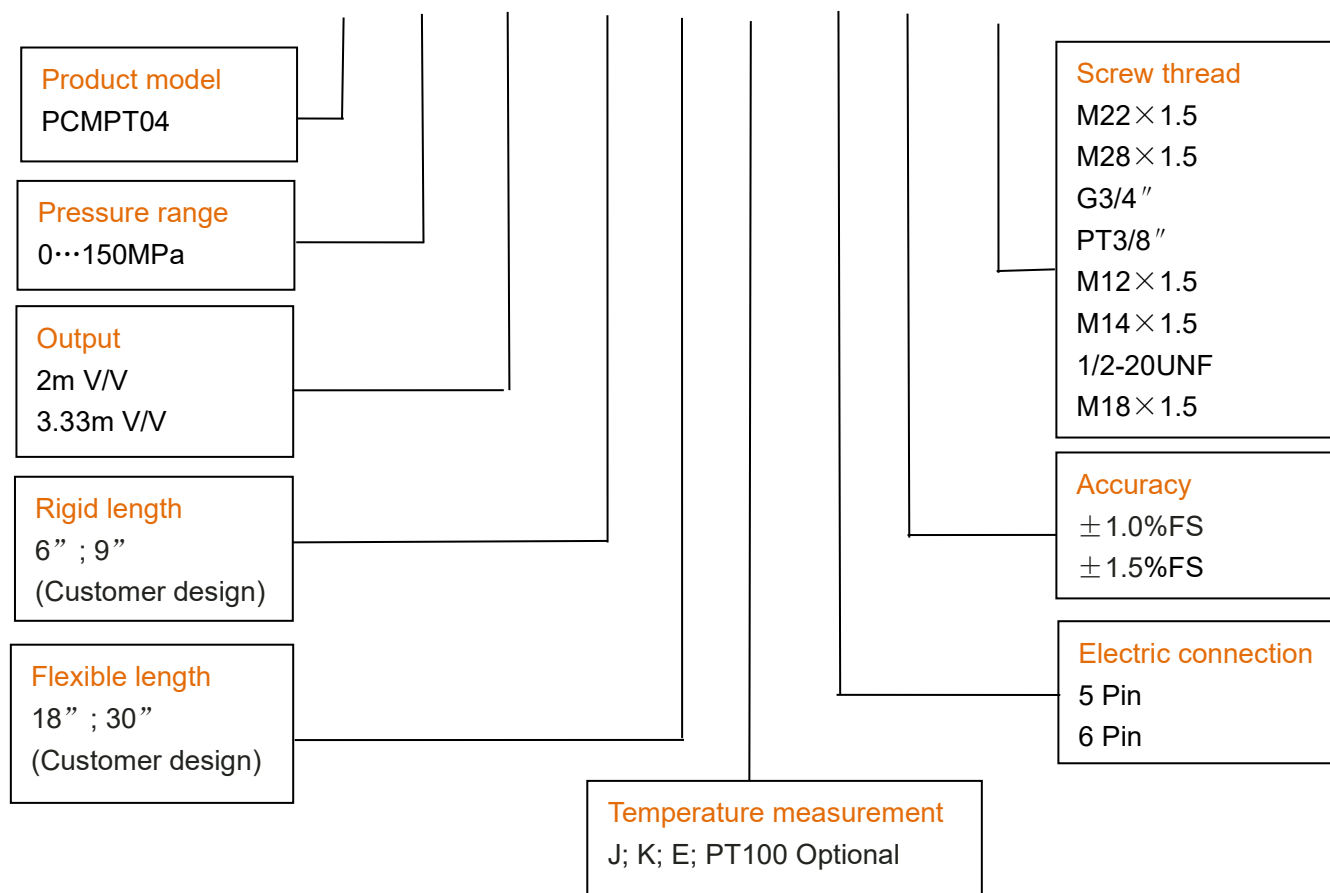 Product model
PCMPT04
Pressure range
0…150MPa
Output
2m V/V
3.33m V/V
Rigid length
6” ; 9”
(Customer design)
Flexible length
18” ; 30”
(Customer design)
Temperature measurement
J; K; E; PT100 Optional
Screw thread
M22×1.5
M28×1.5
G3/4″
PT3/8″
M12×1.5
M14×1.5
1/2-20UNF
M18×1.5
Accuracy
±1.0%FS
±1.5%FS
Electric connection
5 Pin
6 Pin